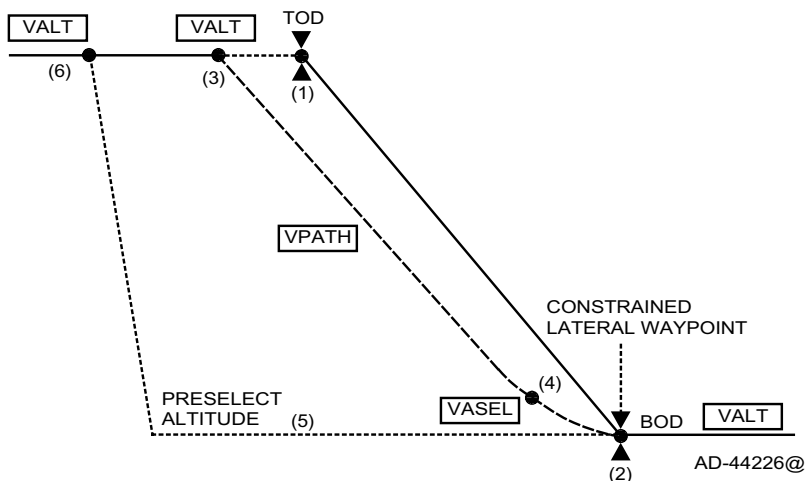 TOD
VALT
VALT
(6)
(3)
(1)
VPATH
CONSTRAINED
LATERAL WAYPOINT
(4)
PRESELECT
ALTITUDE
(5)
VASEL
BOD
VALT
(2)
AD-44226@